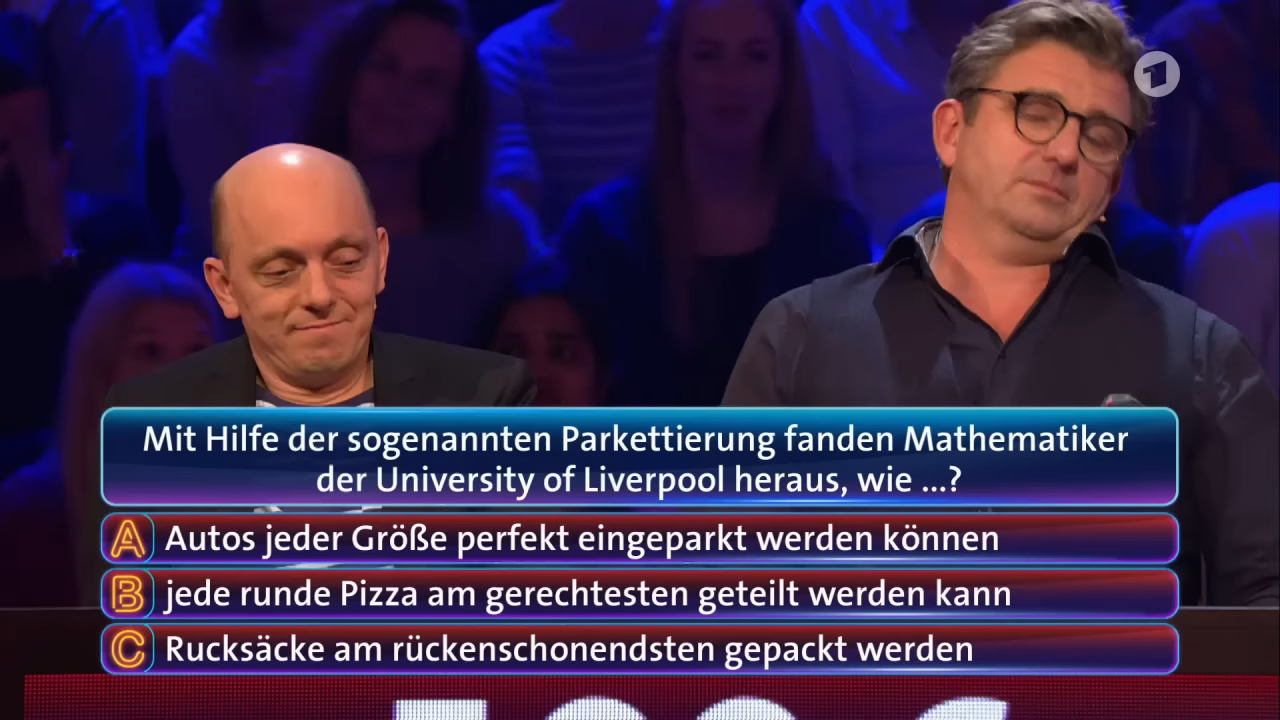 1
Mit Hilfe der sogenannten Parkettierung fanden Mathematiker
der University of Liverpool heraus, wie ...?
A Autos jeder Größe perfekt eingeparkt werden können
B jede runde Pizza am gerechtesten geteilt werden kann
C Rucksäcke am rückenschonendsten gepackt werden